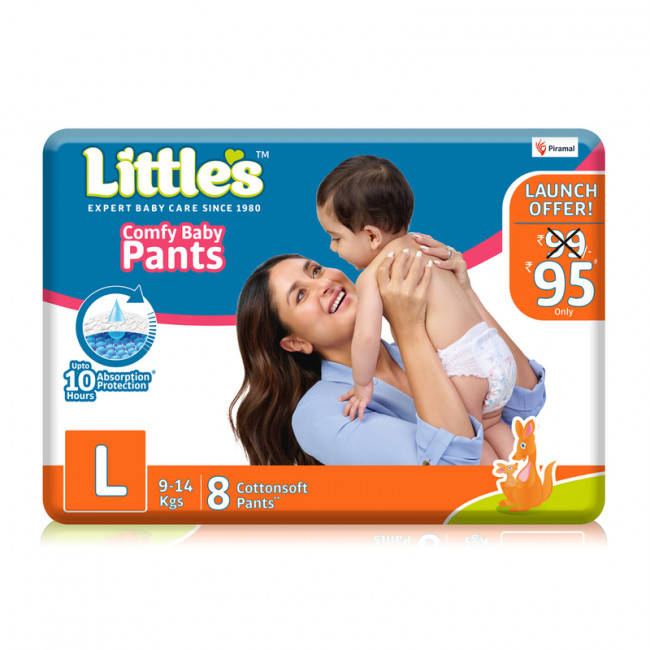 Little's™
EXPERT BABY CARE SINCE 1980
Comfy Baby
Pants
Piramal
LAUNCH
OFFER!
₹99-
₹95#
Only
Upto
10
Hours
Absorption
Protection*
L
9-14
Kgs
8
Cottonsoft
Pants**